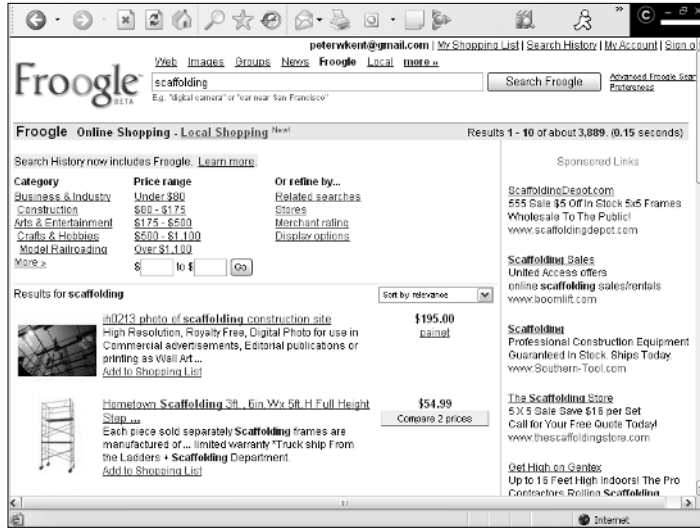 peterwkent@gmail.com | My Shopping List | Search History | My Account | Sign o
Web Images Groups News Froogle Local more »
Froogle BETA
scaffolding
Search Froogle
Advanced Froogle Sear
Preferences
E.g. "digital camera" or "car near San Francisco"
Froogle Online Shopping - Local Shopping New!
Results 1 - 10 of about 3,889. (0.15 seconds)
Search History now includes Froogle. Learn more.
Category
Business & Industry
Construction
Arts & Entertainment
Crafts & Hobbies
Model Railroading
More »
Price range
Under $80
$80 - $175
$175 - $500
$500 - $1,100
Over $1,100
$ to $ Go
Or refine by...
Related searches
Stores
Merchant rating
Display options
Results for scaffolding
Sort by relevance
ih0213 photo of scaffolding construction site
High Resolution, Royalty Free, Digital Photo for use in
Commercial advertisements, Editorial publications or
printing as Wall Art ...
Add to Shopping List
$195.00
painet
Hometown Scaffolding 3ft. , 6in.Wx 5ft.H Full Height
Step ...
Each piece sold separately Scaffolding frames are
manufactured of ... limited warranty *Truck ship From
the Ladders + Scaffolding Department.
Add to Shopping List
$54.99
Compare 2 prices
Sponsored Links
ScaffoldingDepot.com
555 Sale $5 Off In Stock 5x5 Frames
Wholesale To The Public!
www.scaffoldingdepot.com
Scaffolding Sales
United Access offers
online scaffolding sales/rentals
www.boomlift.com
Scaffolding
Professional Construction Equipment
Guaranteed In Stock. Ships Today.
www.Southern-Tool.com
The Scaffolding Store
5 X 5 Sale Save $16 per Set
Call for Your Free Quote Today!
www.thescaffoldingstore.com
Get High on Gentex
Up to 16 Feet High Indoors! The Pro
Contractors Rolling Scaffolding
Internet